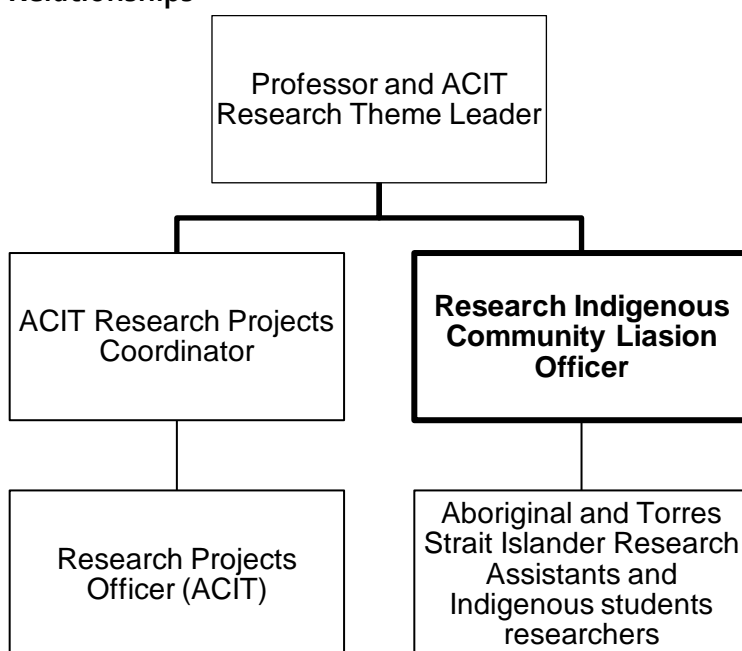 Relationships
Professor and ACIT
Research Theme Leader
ACIT Research Projects
Coordinator
Research Indigenous
Community Liasion
Officer
Research Projects
Officer (ACIT)
Aboriginal and Torres
Strait Islander Research
Assistants and
Indigenous students
researchers